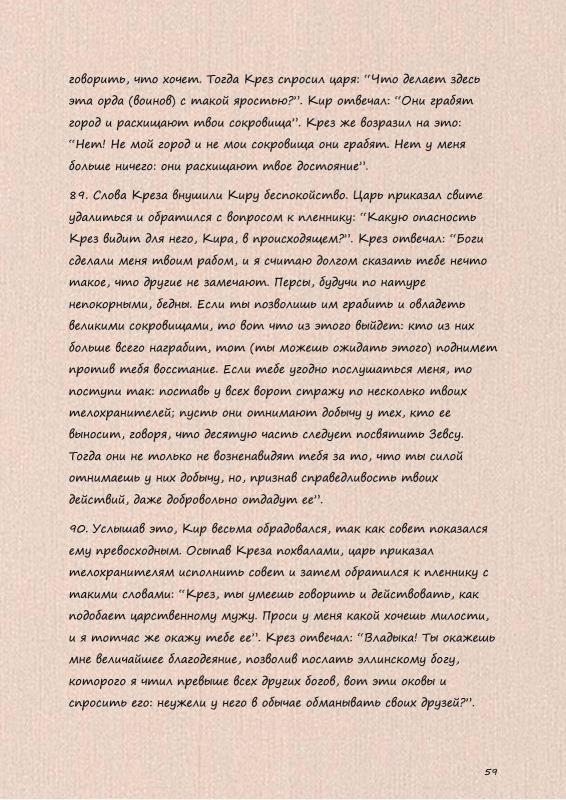 говорить, что хочет. Тогда Крез спросил царя: “Что делает здесь
эта орда (воинов) с такой яростью?”. Кир отвечал: “Они грабят
город и расхищают твои сокровища”. Крез же возразил на это:
“Нет! Не мой город и не мои сокровища они грабят. Нет у меня
больше ничего: они расхищают твое достояние”.
89. Слова Креза внушили Киру беспокойство. Царь приказал свите
удалиться и обратился с вопросом к пленнику: “Какую опасность
Крез видит для него, Кира, в происходящем?”. Крез отвечал: “Боги
сделали меня твоим рабом, и я считаю долгом сказать тебе нечто
такое, что другие не замечают. Персы, будучи по натуре
непокорными, бедны. Если ты позволишь им грабить и овладеть
великими сокровищами, то вот что из этого выйдет: кто из них
больше всего награбит, тот (ты можешь ожидать этого) поднимет
против тебя восстание. Если тебе угодно послушаться меня, то
поступи так: поставь у всех ворот стражу по несколько твоих
телохранителей; пусть они отнимают добычу у тех, кто ее
выносит, говоря, что десятую часть следует посвятить Зевсу.
Тогда они не только не возненавидят тебя за то, что ты силой
отнимаешь у них добычу, но, признав справедливость твоих
действий, даже добровольно отдадут ее”.
90. Услышав это, Кир весьма обрадовался, так как совет показался
ему превосходным. Осыпав Креза похвалами, царь приказал
телохранителям исполнить совет и затем обратился к пленнику с
такими словами: “Крез, ты умеешь говорить и действовать, как
подобает царственному мужу. Проси у меня какой хочешь милости,
и я тотчас же окажу тебе ее”. Крез отвечал: “Владыка! Ты окажешь
мне величайшее благодеяние, позволив послать эллинскому богу,
которого я чтил превыше всех других богов, вот эти оковы и
спросить его: неужели у него в обычае обманывать своих друзей?”.
59